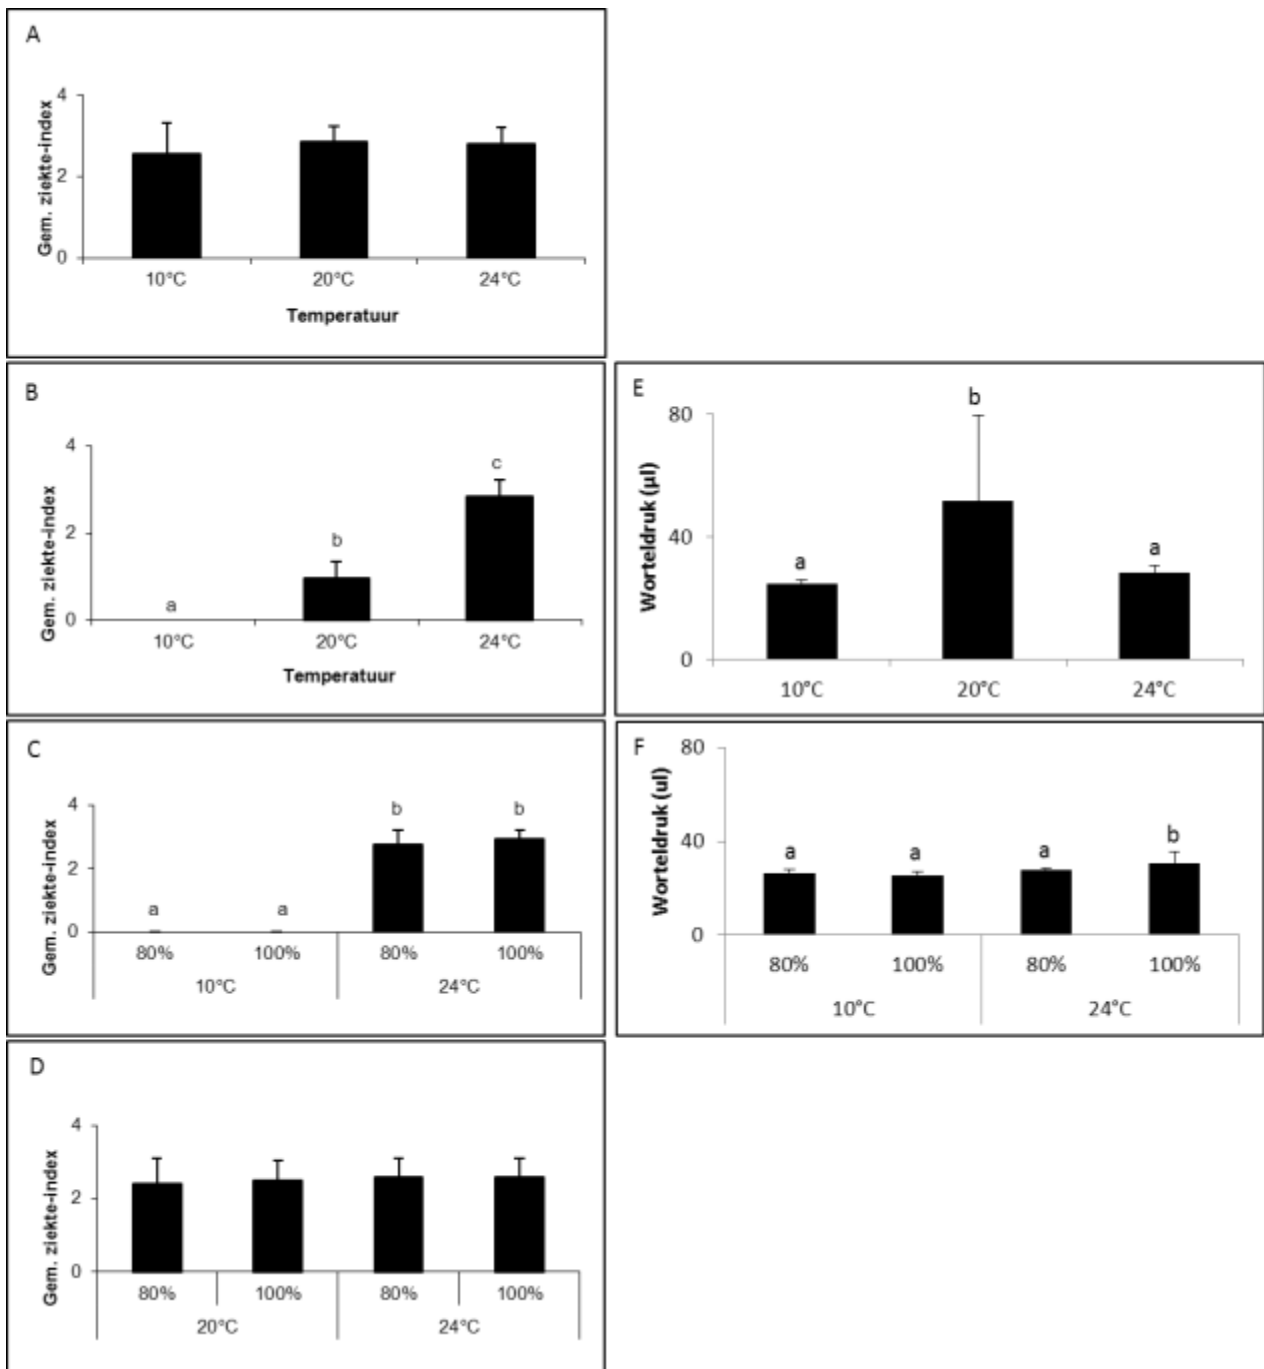 A
Gem. ziekte-index
4
2
0
10°C 20°C 24°C
Temperatuur
B
Gem. ziekte-index
4
2
0
a b c
10°C 20°C 24°C
Temperatuur
E
Worteldruk (µl)
80
40
0
a b a
10°C 20°C 24°C
C
Gem. ziekte-index
4
2
0
a a b b
80% 100% 80% 100%
10°C 24°C
F
Worteldruk (ul)
80
40
0
a a a b
80% 100% 80% 100%
10°C 24°C
D
Gem. ziekte-index
4
2
0
80% 100% 80% 100%
20°C 24°C